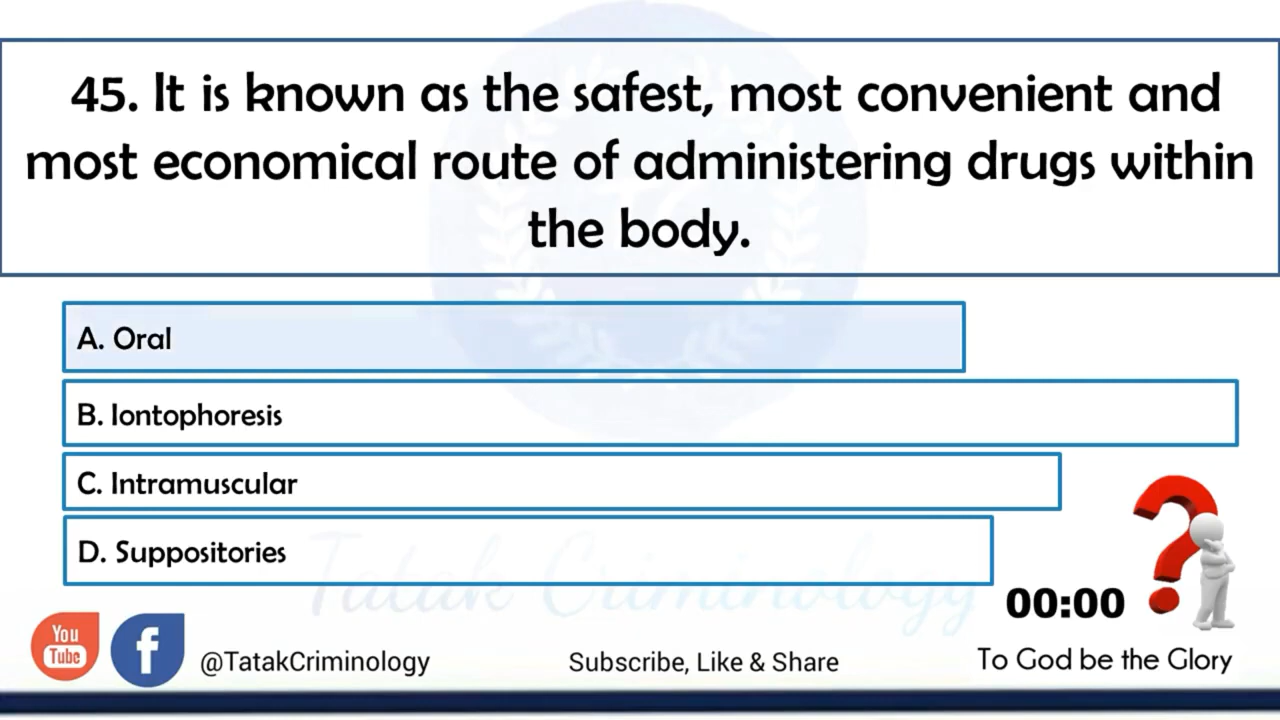 45. It is known as the safest, most convenient and
most economical route of administering drugs within
the body.
A. Oral
B. Iontophoresis
C. Intramuscular
D. Suppositories
Tatak Criminology
00:00
You
Tube
f
@TatakCriminology
Subscribe, Like & Share
To God be the Glory